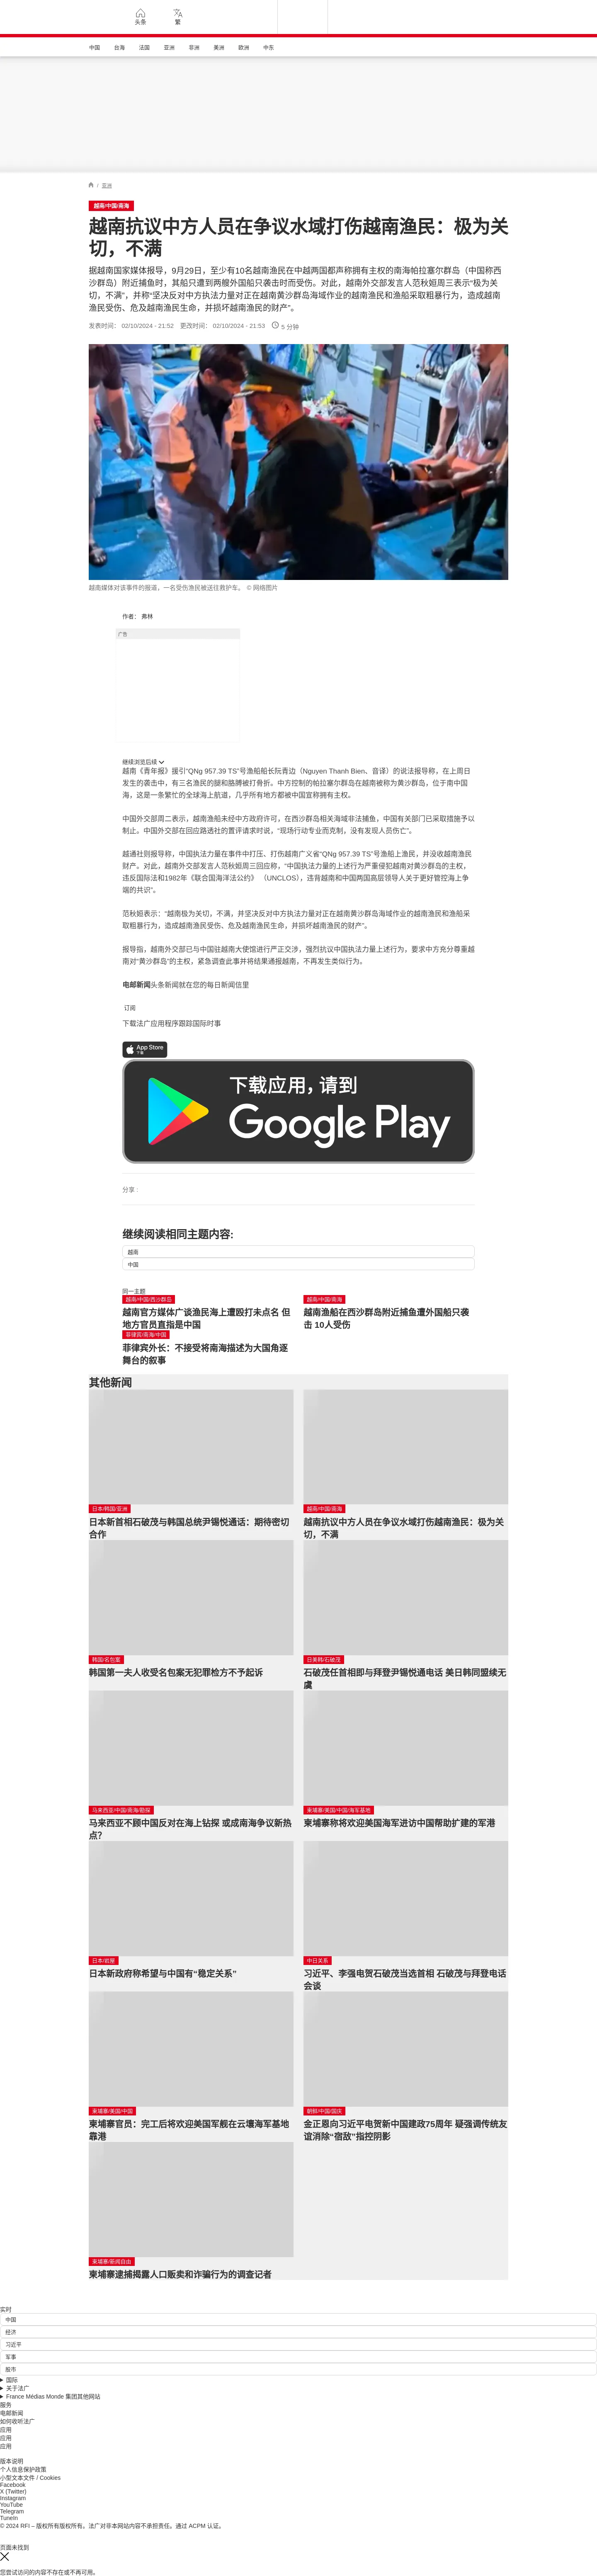 头条
繁
中国
台海
法国
亚洲
非洲
美洲
欧洲
中东
/ 亚洲
越南/中国/南海
越南抗议中方人员在争议水域打伤越南渔民：极为关
切，不满
据越南国家媒体报导，9月29日，至少有10名越南渔民在中越两国都声称拥有主权的南海帕拉塞尔群岛（中国称西
沙群岛）附近捕鱼时，其船只遭到两艘外国船只袭击时而受伤。对此，越南外交部发言人范秋姮周三表示“极为关
切，不满”，并称“坚决反对中方执法力量对正在越南黄沙群岛海域作业的越南渔民和渔船采取粗暴行为，造成越南
渔民受伤、危及越南渔民生命，并损坏越南渔民的财产”。
发表时间： 02/10/2024 - 21:52 更改时间： 02/10/2024 - 21:53 5 分钟
越南媒体对该事件的报道，一名受伤渔民被送往救护车。 © 网络图片
作者： 弗林
广告
继续浏览后续
越南《青年报》援引“QNg 957.39 TS”号渔船船长阮青边（Nguyen Thanh Bien、音译）的说法报导称，在上周日
发生的袭击中，有三名渔民的腿和胳膊被打骨折。中方控制的帕拉塞尔群岛在越南被称为黄沙群岛，位于南中国
海，这是一条繁忙的全球海上航道，几乎所有地方都被中国宣称拥有主权。
中国外交部周二表示，越南渔船未经中方政府许可，在西沙群岛相关海域非法捕鱼，中国有关部门已采取措施予以
制止。中国外交部在回应路透社的置评请求时说，“现场行动专业而克制，没有发现人员伤亡”。
越通社则报导称，中国执法力量在事件中打压、打伤越南广义省“QNg 957.39 TS”号渔船上渔民，并没收越南渔民
财产。对此，越南外交部发言人范秋姮周三回应称，“中国执法力量的上述行为严重侵犯越南对黄沙群岛的主权，
违反国际法和1982年《联合国海洋法公约》 （UNCLOS），违背越南和中国两国高层领导人关于更好管控海上争
端的共识”。
范秋姮表示：“越南极为关切，不满，并坚决反对中方执法力量对正在越南黄沙群岛海域作业的越南渔民和渔船采
取粗暴行为，造成越南渔民受伤、危及越南渔民生命，并损坏越南渔民的财产”。
报导指，越南外交部已与中国驻越南大使馆进行严正交涉，强烈抗议中国执法力量上述行为，要求中方充分尊重越
南对“黄沙群岛”的主权，紧急调查此事并将结果通报越南，不再发生类似行为。
电邮新闻头条新闻就在您的每日新闻信里
订阅
下载法广应用程序跟踪国际时事
App Store
下载
下载应用，请到
Google Play
分享 :
继续阅读相同主题内容:
越南
中国
同一主题
越南/中国/西沙群岛
越南官方媒体广谈渔民海上遭殴打未点名 但
地方官员直指是中国
越南/中国/南海
越南渔船在西沙群岛附近捕鱼遭外国船只袭
击 10人受伤
菲律宾/南海/中国
菲律宾外长：不接受将南海描述为大国角逐
舞台的叙事
其他新闻
日本/韩国/亚洲
日本新首相石破茂与韩国总统尹锡悦通话：期待密切
合作
越南/中国/南海
越南抗议中方人员在争议水域打伤越南渔民：极为关
切，不满
韩国/名包案
韩国第一夫人收受名包案无犯罪检方不予起诉
日美韩/石破茂
石破茂任首相即与拜登尹锡悦通电话 美日韩同盟续无
虞
马来西亚/中国/南海/勘探
马来西亚不顾中国反对在海上钻探 或成南海争议新热
点？
柬埔寨/美国/中国/海军基地
柬埔寨称将欢迎美国海军进访中国帮助扩建的军港
日本/岩屋
日本新政府称希望与中国有“稳定关系”
中日关系
习近平、李强电贺石破茂当选首相 石破茂与拜登电话
会谈
柬埔寨/美国/中国
柬埔寨官员：完工后将欢迎美国军舰在云壤海军基地
靠港
朝鲜/中国/国庆
金正恩向习近平电贺新中国建政75周年 疑强调传统友
谊消除“宿敌”指控阴影
柬埔寨/新闻自由
柬埔寨逮捕揭露人口贩卖和诈骗行为的调查记者
实时
中国
经济
习近平
军事
股市
国际
关于法广
France Médias Monde 集团其他网站
服务
电邮新闻
如何收听法广
应用
应用
应用
版本说明
个人信息保护政策
小型文本文件 / Cookies
Facebook
X (Twitter)
Instagram
YouTube
Telegram
TuneIn
© 2024 RFI – 版权所有版权所有。法广对非本网站内容不承担责任。通过 ACPM 认证。
页面未找到
您尝试访问的内容不存在或不再可用。